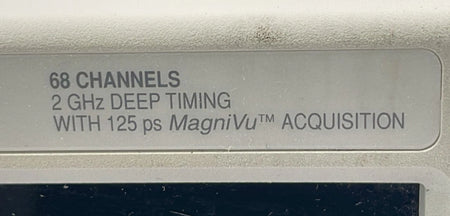 68 CHANNELS
2 GHz DEEP TIMING
WITH 125 ps MagniVu™ ACQUISITION